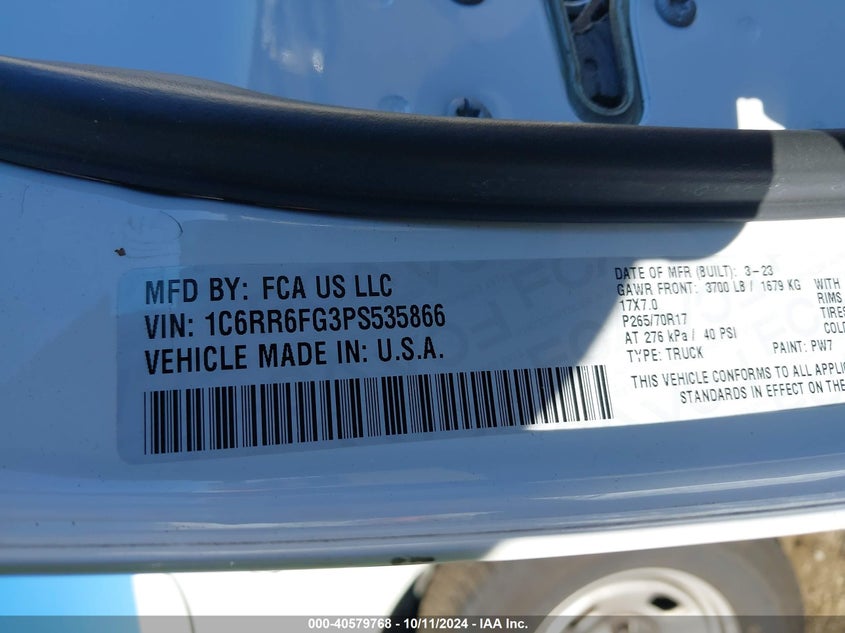 MFD BY: FCA US LLC
VIN: 1C6RR6FG3PS535866
VEHICLE MADE IN: U.S.A.
DATE OF MFR (BUILT): 3-23
GAWR FRONT: 3700 LB / 1679 KG WITH
17X7.0 RIMS
P265/70R17 TIRES
AT 276 kPa / 40 PSI COLD
TYPE: TRUCK PAINT: PW7
THIS VEHICLE CONFORMS TO ALL APPLIC
STANDARDS IN EFFECT ON THE
000-40579768 - 10/11/2024 - IAA Inc.